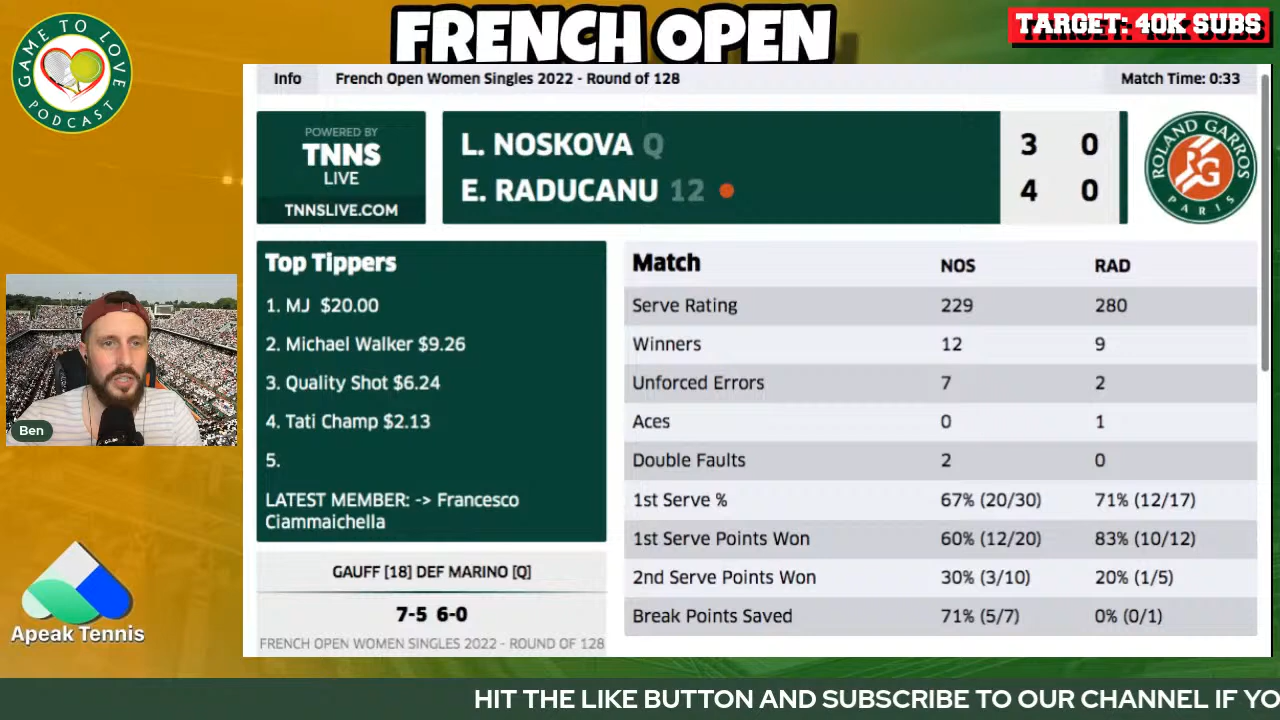 FRENCH OPEN
TARGET: 40K SUBS
GAME TO LOVE
PODCAST
Info French Open Women Singles 2022 - Round of 128 Match Time: 0:33
POWERED BY
TNNS
LIVE
TNNSLIVE.COM
L. NOSKOVA Q 3 0
E. RADUCANU 12 4 0
ROLAND GARROS
RG
PARIS
Top Tippers
1. MJ $20.00
2. Michael Walker $9.26
3. Quality Shot $6.24
4. Tati Champ $2.13
5.
LATEST MEMBER: -> Francesco
Ciammaichella
GAUFF [18] DEF MARINO [Q]
7-5 6-0
FRENCH OPEN WOMEN SINGLES 2022 - ROUND OF 128
Match NOS RAD
Serve Rating 229 280
Winners 12 9
Unforced Errors 7 2
Aces 0 1
Double Faults 2 0
1st Serve % 67% (20/30) 71% (12/17)
1st Serve Points Won 60% (12/20) 83% (10/12)
2nd Serve Points Won 30% (3/10) 20% (1/5)
Break Points Saved 71% (5/7) 0% (0/1)
Ben
Apeak Tennis
HIT THE LIKE BUTTON AND SUBSCRIBE TO OUR CHANNEL IF YO